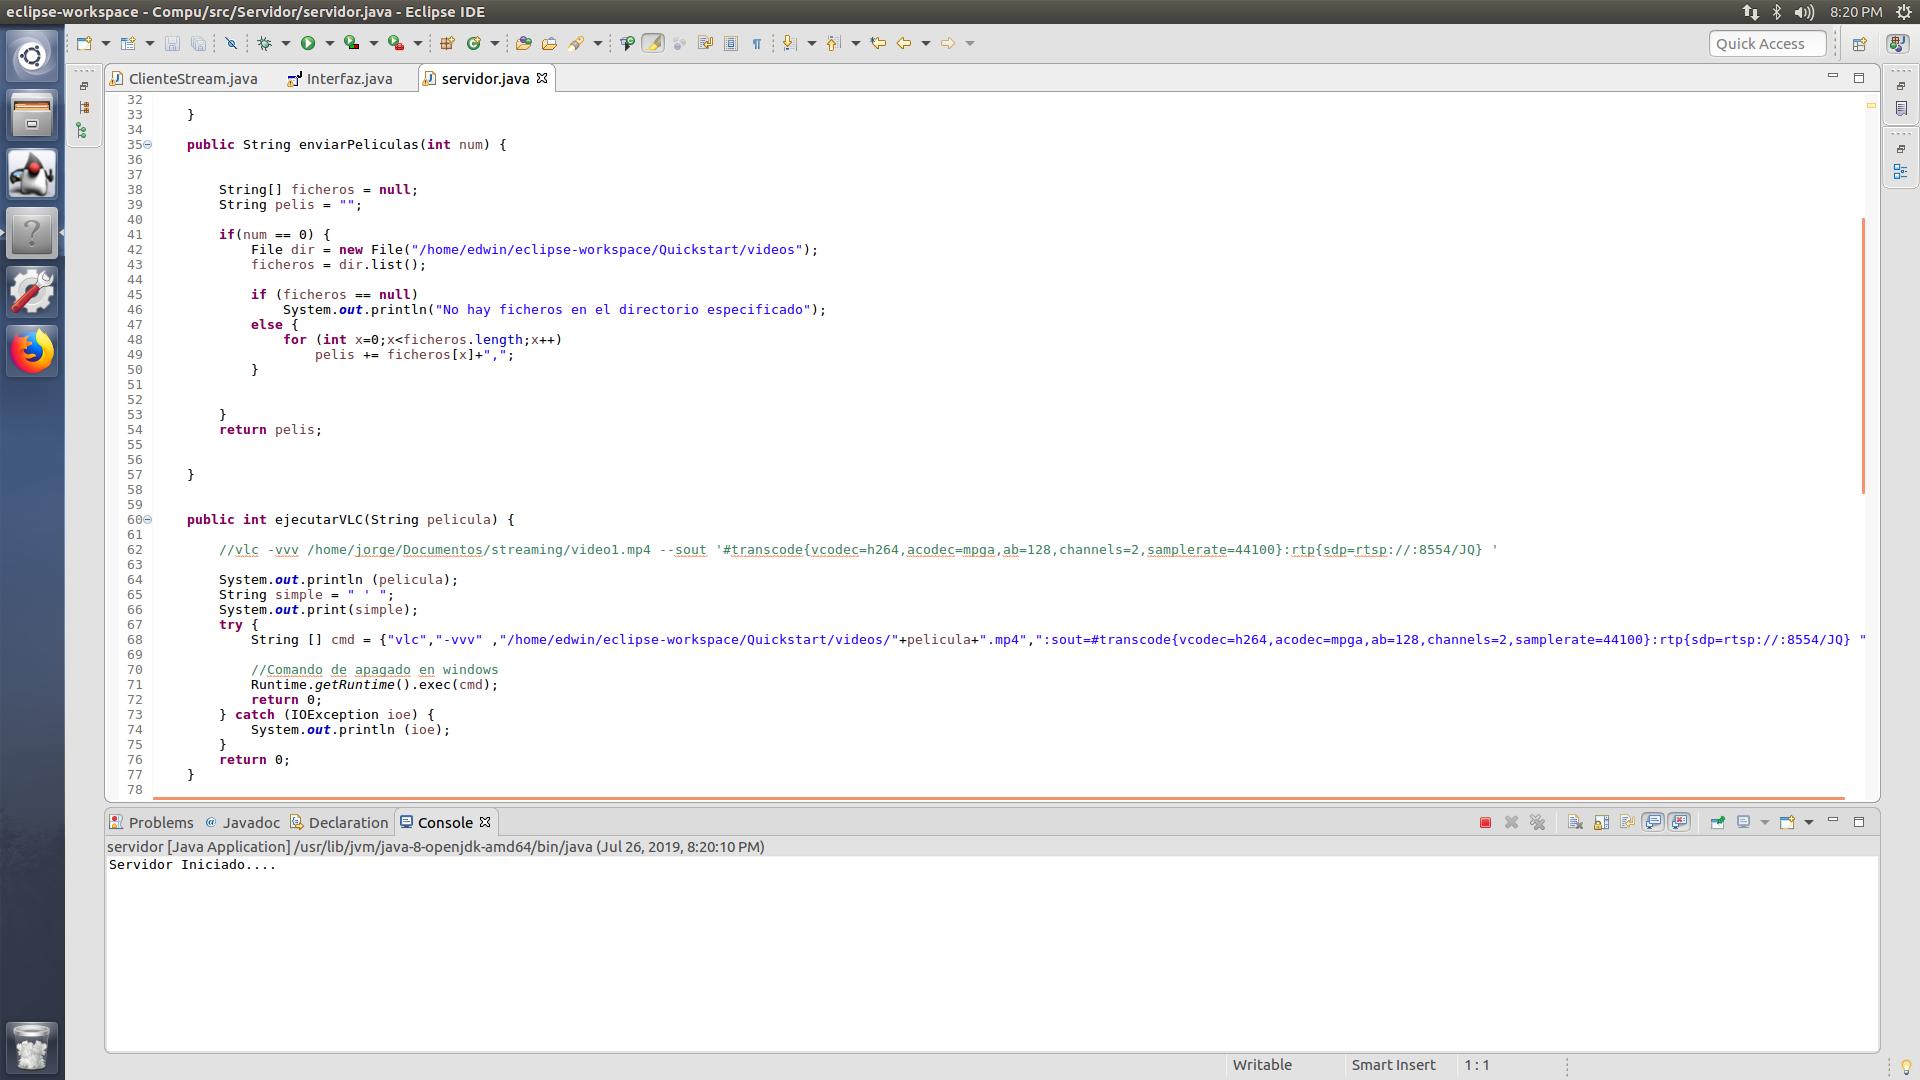 eclipse-workspace - Compu/src/Servidor/servidor.java - Eclipse IDE
8:20 PM
Quick Access
ClienteStream.java
Interfaz.java
servidor.java
32
33 }
34
35 public String enviarPeliculas(int num) {
36
37
38 String[] ficheros = null;
39 String pelis = "";
40
41 if(num == 0) {
42 File dir = new File("/home/edwin/eclipse-workspace/Quickstart/videos");
43 ficheros = dir.list();
44
45 if (ficheros == null)
46 System.out.println("No hay ficheros en el directorio especificado");
47 else {
48 for (int x=0;x<ficheros.length;x++)
49 pelis += ficheros[x]+",";
50 }
51
52
53 }
54 return pelis;
55
56
57 }
58
59
60 public int ejecutarVLC(String pelicula) {
61
62 //vlc -vvv /home/jorge/Documentos/streaming/video1.mp4 --sout '#transcode{vcodec=h264,acodec=mpga,ab=128,channels=2,samplerate=44100}:rtp{sdp=rtsp://:8554/JQ} '
63
64 System.out.println (pelicula);
65 String simple = " ' ";
66 System.out.print(simple);
67 try {
68 String [] cmd = {"vlc","-vvv" ,"/home/edwin/eclipse-workspace/Quickstart/videos/"+pelicula+".mp4",":sout=#transcode{vcodec=h264,acodec=mpga,ab=128,channels=2,samplerate=44100}:rtp{sdp=rtsp://:8554/JQ} "
69
70 //Comando de apagado en windows
71 Runtime.getRuntime().exec(cmd);
72 return 0;
73 } catch (IOException ioe) {
74 System.out.println (ioe);
75 }
76 return 0;
77 }
78
Problems
Javadoc
Declaration
Console
servidor [Java Application] /usr/lib/jvm/java-8-openjdk-amd64/bin/java (Jul 26, 2019, 8:20:10 PM)
Servidor Iniciado....
Writable
Smart Insert
1 : 1